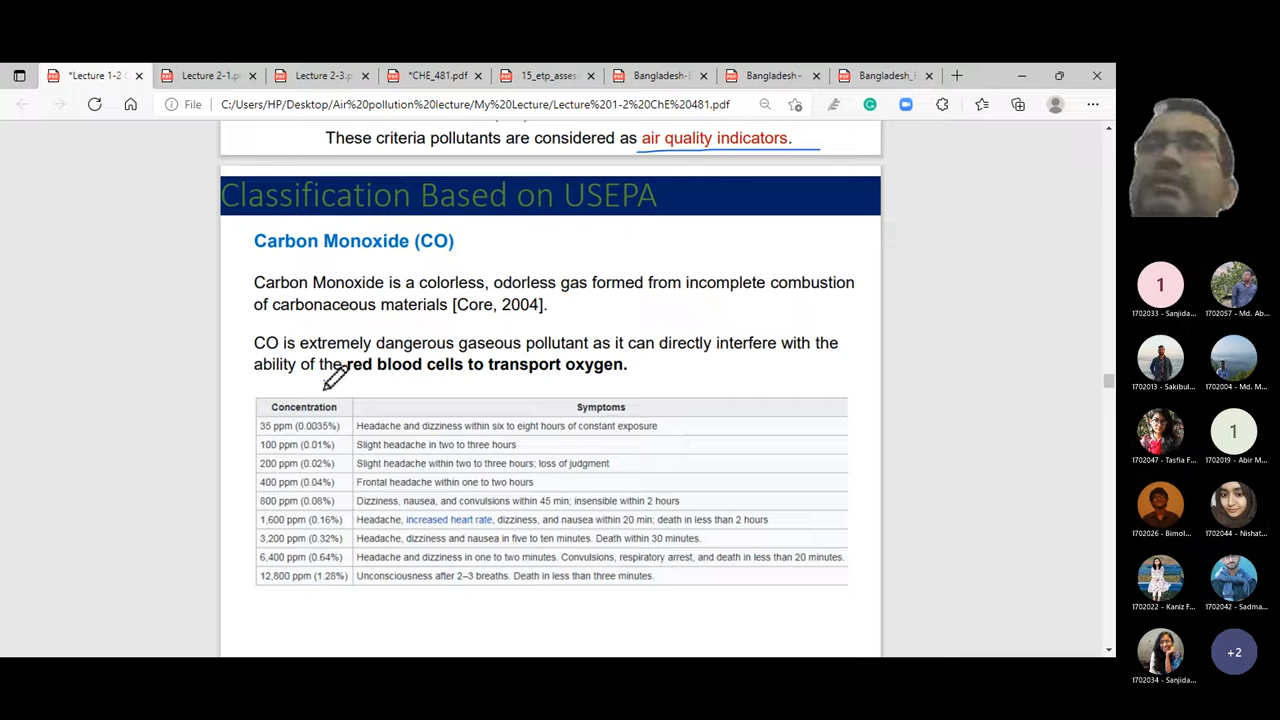 *Lecture 1-2 C
Lecture 2-1.p
Lecture 2-3.p
*CHE_481.pdf
15_etp_asses
Bangladesh-E
Bangladesh-
Bangladesh_E
File
C:/Users/HP/Desktop/Air%20pollution%20lecture/My%20Lecture/Lecture%201-2%20ChE%20481.pdf
These criteria pollutants are considered as air quality indicators.
Classification Based on USEPA
Carbon Monoxide (CO)
Carbon Monoxide is a colorless, odorless gas formed from incomplete combustion
of carbonaceous materials [Core, 2004].
CO is extremely dangerous gaseous pollutant as it can directly interfere with the
ability of the red blood cells to transport oxygen.
Concentration Symptoms
35 ppm (0.0035%) Headache and dizziness within six to eight hours of constant exposure
100 ppm (0.01%) Slight headache in two to three hours
200 ppm (0.02%) Slight headache within two to three hours; loss of judgment
400 ppm (0.04%) Frontal headache within one to two hours
800 ppm (0.08%) Dizziness, nausea, and convulsions within 45 min; insensible within 2 hours
1,600 ppm (0.16%) Headache, increased heart rate, dizziness, and nausea within 20 min; death in less than 2 hours
3,200 ppm (0.32%) Headache, dizziness and nausea in five to ten minutes. Death within 30 minutes.
6,400 ppm (0.64%) Headache and dizziness in one to two minutes. Convulsions, respiratory arrest, and death in less than 20 minutes.
12,800 ppm (1.28%) Unconsciousness after 2–3 breaths. Death in less than three minutes.
1
1702033 - Sanjida...
1702057 - Md. Ab...
1702013 - Sakibul...
1702004 - Md. M...
1702047 - Tasfia F...
1
1702019 - Abir M...
1702026 - Bimol...
1702044 - Nishat...
1702022 - Kaniz F...
1702042 - Sadma...
1702034 - Sanjida...
+2